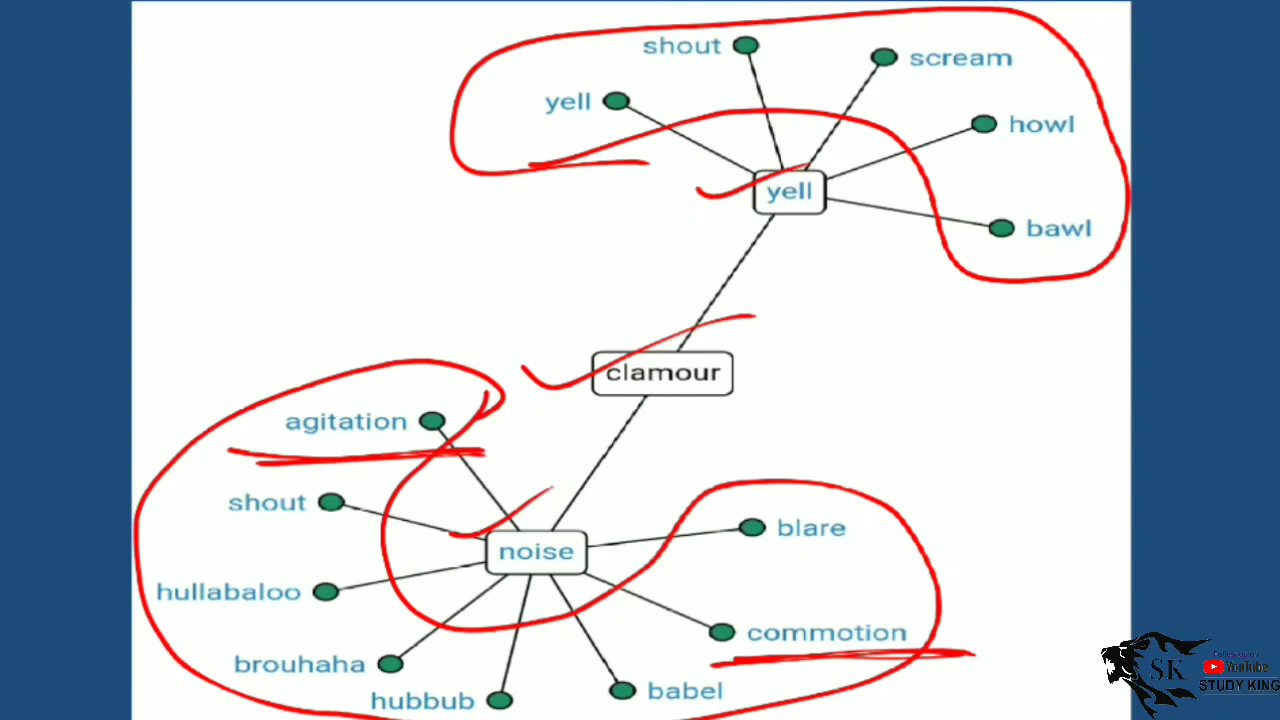 shout
scream
yell
howl
yell
bawl
clamour
agitation
shout
blare
noise
hullabaloo
commotion
brouhaha
babel
hubbub
SK
YouTube
STUDY KING